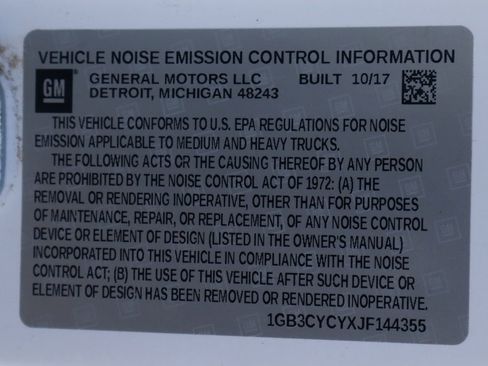 VEHICLE NOISE EMISSION CONTROL INFORMATION
GM GENERAL MOTORS LLC BUILT 10/17
DETROIT, MICHIGAN 48243
THIS VEHICLE CONFORMS TO U.S. EPA REGULATIONS FOR NOISE
EMISSION APPLICABLE TO MEDIUM AND HEAVY TRUCKS.
THE FOLLOWING ACTS OR THE CAUSING THEREOF BY ANY PERSON
ARE PROHIBITED BY THE NOISE CONTROL ACT OF 1972: (A) THE
REMOVAL OR RENDERING INOPERATIVE, OTHER THAN FOR PURPOSES
OF MAINTENANCE, REPAIR, OR REPLACEMENT, OF ANY NOISE CONTROL
DEVICE OR ELEMENT OF DESIGN (LISTED IN THE OWNER'S MANUAL)
INCORPORATED INTO THIS VEHICLE IN COMPLIANCE WITH THE NOISE
CONTROL ACT; (B) THE USE OF THIS VEHICLE AFTER SUCH DEVICE OR
ELEMENT OF DESIGN HAS BEEN REMOVED OR RENDERED INOPERATIVE.
1GB3CYCYXJF144355